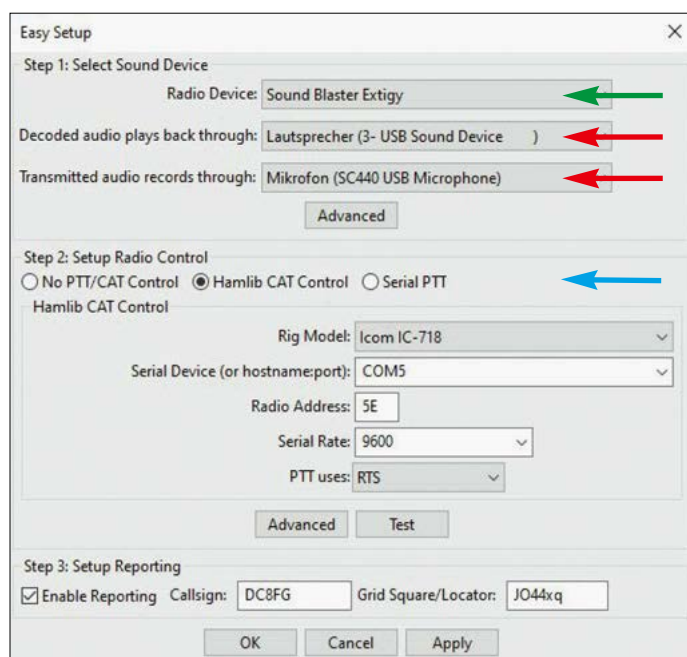 Easy Setup
Step 1: Select Sound Device
Radio Device: Sound Blaster Extigy
Decoded audio plays back through: Lautsprecher (3- USB Sound Device )
Transmitted audio records through: Mikrofon (SC440 USB Microphone)
Advanced
Step 2: Setup Radio Control
No PTT/CAT Control Hamlib CAT Control Serial PTT
Hamlib CAT Control
Rig Model: Icom IC-718
Serial Device (or hostname:port): COM5
Radio Address: 5E
Serial Rate: 9600
PTT uses: RTS
Advanced Test
Step 3: Setup Reporting
Enable Reporting Callsign: DC8FG Grid Square/Locator: JO44xq
OK Cancel Apply